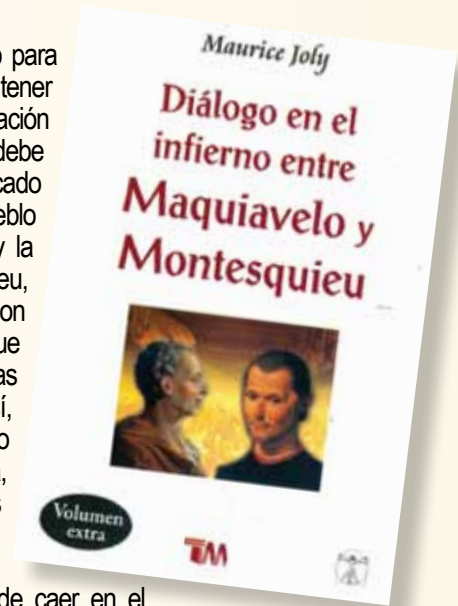 para
tener
ación
debe
cado
eblo
y la
eu,
on
ue
as
sí,
o
,
s
de caer en el
Maurice Joly
Diálogo en el
infierno entre
Maquiavelo y
Montesquieu
Volumen
extra
TM